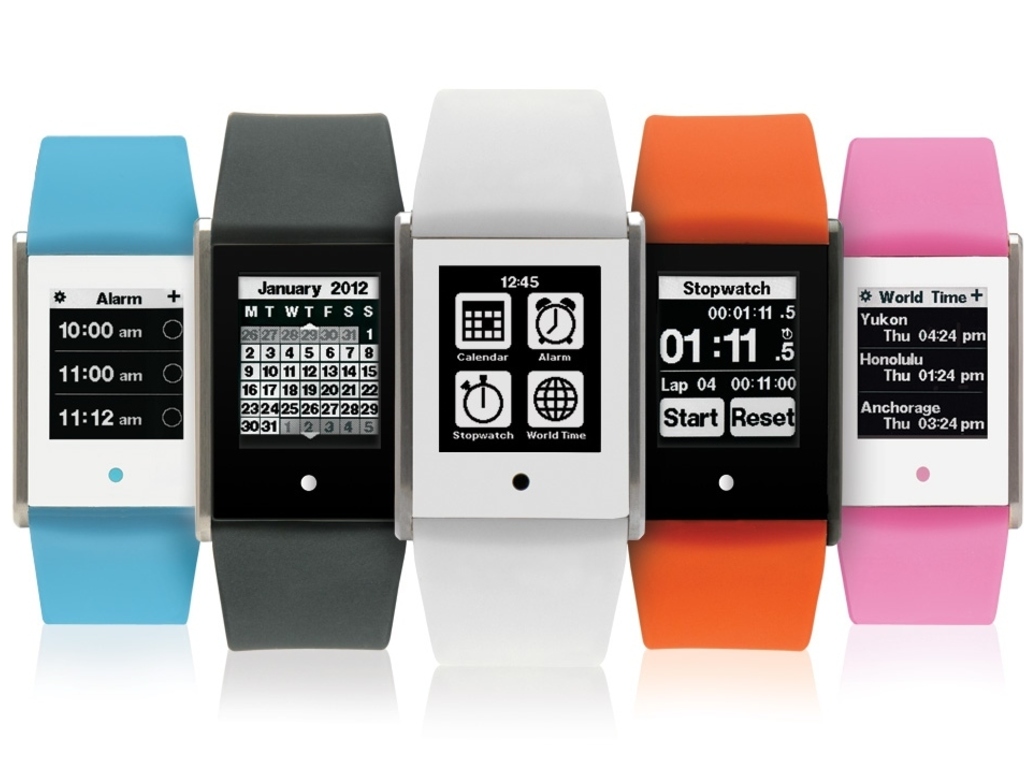 Alarm +
10:00 am
11:00 am
11:12 am
January 2012
M T W T F S S
26 27 28 29 30 31 1
2 3 4 5 6 7 8
9 10 11 12 13 14 15
16 17 18 19 20 21 22
23 24 25 26 27 28 29
30 31 1 2 3 4 5
12:45
Calendar Alarm
Stopwatch World Time
Stopwatch
00:01:11 .5
01:11 .5
Lap 04 00:11:00
Start Reset
World Time +
Yukon
Thu 04:24 pm
Honolulu
Thu 01:24 pm
Anchorage
Thu 03:24 pm